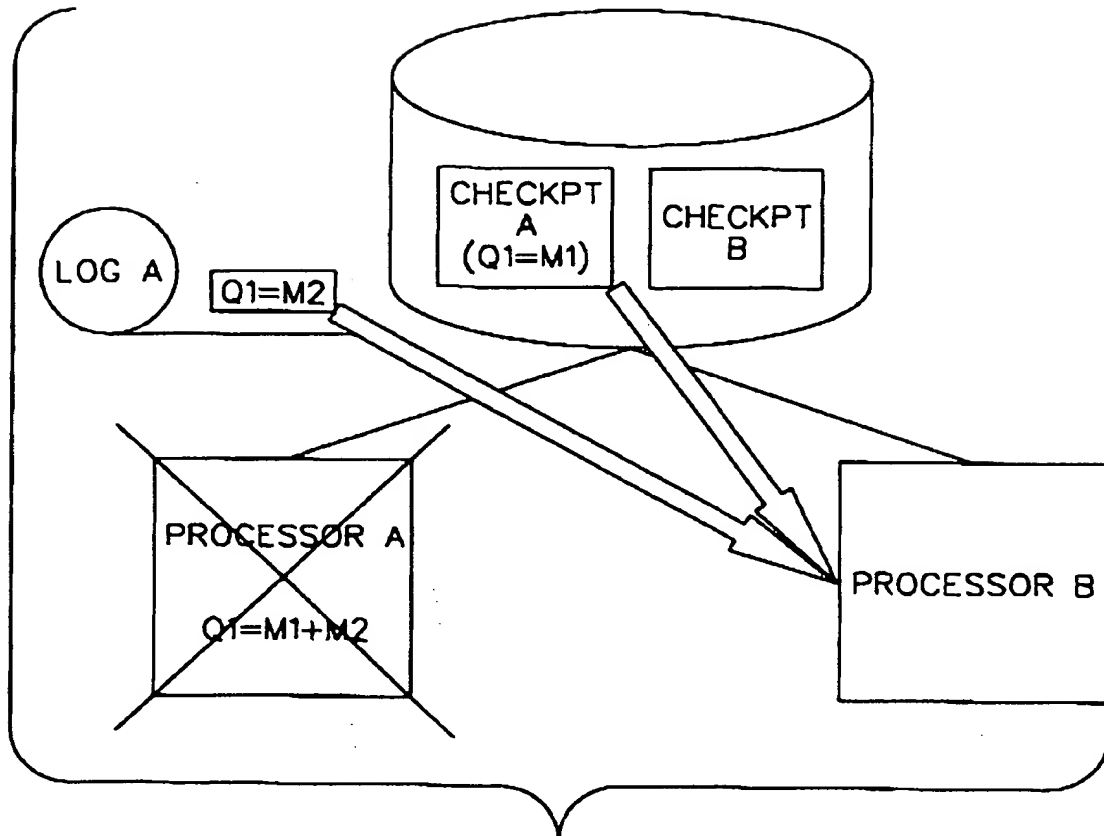 CHECKPT
A
(Q1=M1)
CHECKPT
B
LOG A
Q1=M2
PROCESSOR A
Q1=M1+M2
PROCESSOR B